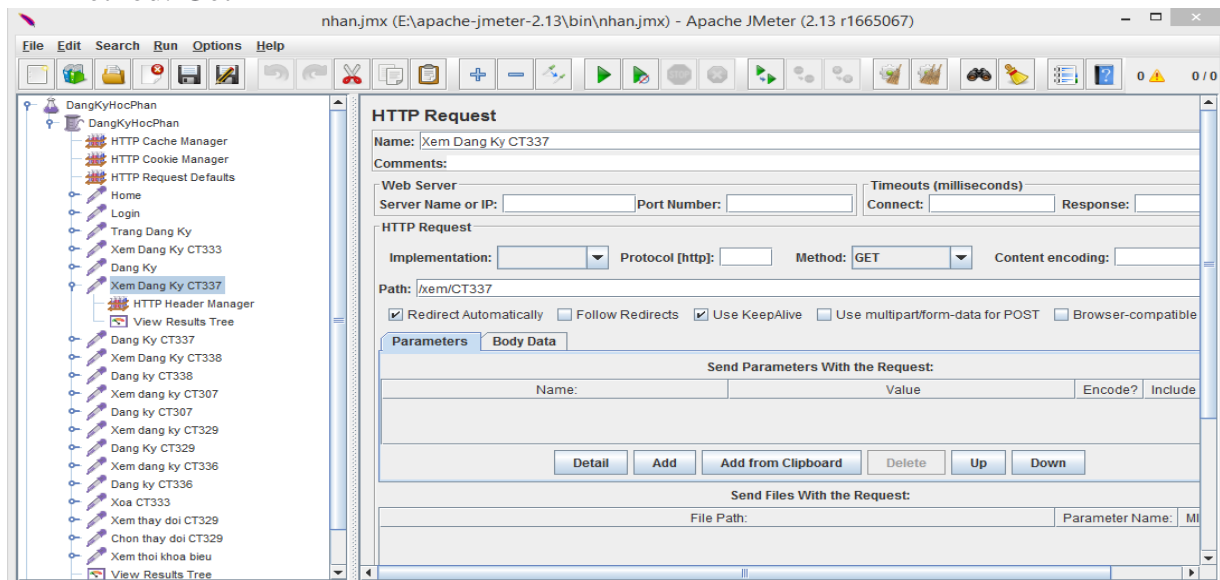 nhan.jmx (E:\apache-jmeter-2.13\bin\nhan.jmx) - Apache JMeter (2.13 r1665067)
File Edit Search Run Options Help
0 0/0
DangKyHocPhan
DangKyHocPhan
HTTP Cache Manager
HTTP Cookie Manager
HTTP Request Defaults
Home
Login
Trang Dang Ky
Xem Dang Ky CT333
Dang Ky
Xem Dang Ky CT337
HTTP Header Manager
View Results Tree
Dang Ky CT337
Xem Dang Ky CT338
Dang ky CT338
Xem dang ky CT307
Dang ky CT307
Xem dang ky CT329
Dang Ky CT329
Xem dang ky CT336
Dang ky CT336
Xoa CT333
Xem thay doi CT329
Chon thay doi CT329
Xem thoi khoa bieu
View Results Tree
HTTP Request
Name: Xem Dang Ky CT337
Comments:
Web Server
Server Name or IP: Port Number:
Timeouts (milliseconds)
Connect: Response:
HTTP Request
Implementation: Protocol [http]: Method: GET Content encoding:
Path: /xem/CT337
Redirect Automatically Follow Redirects Use KeepAlive Use multipart/form-data for POST Browser-compatible
Parameters Body Data
Send Parameters With the Request:
Name: Value Encode? Include
Detail Add Add from Clipboard Delete Up Down
Send Files With the Request:
File Path: Parameter Name: MI